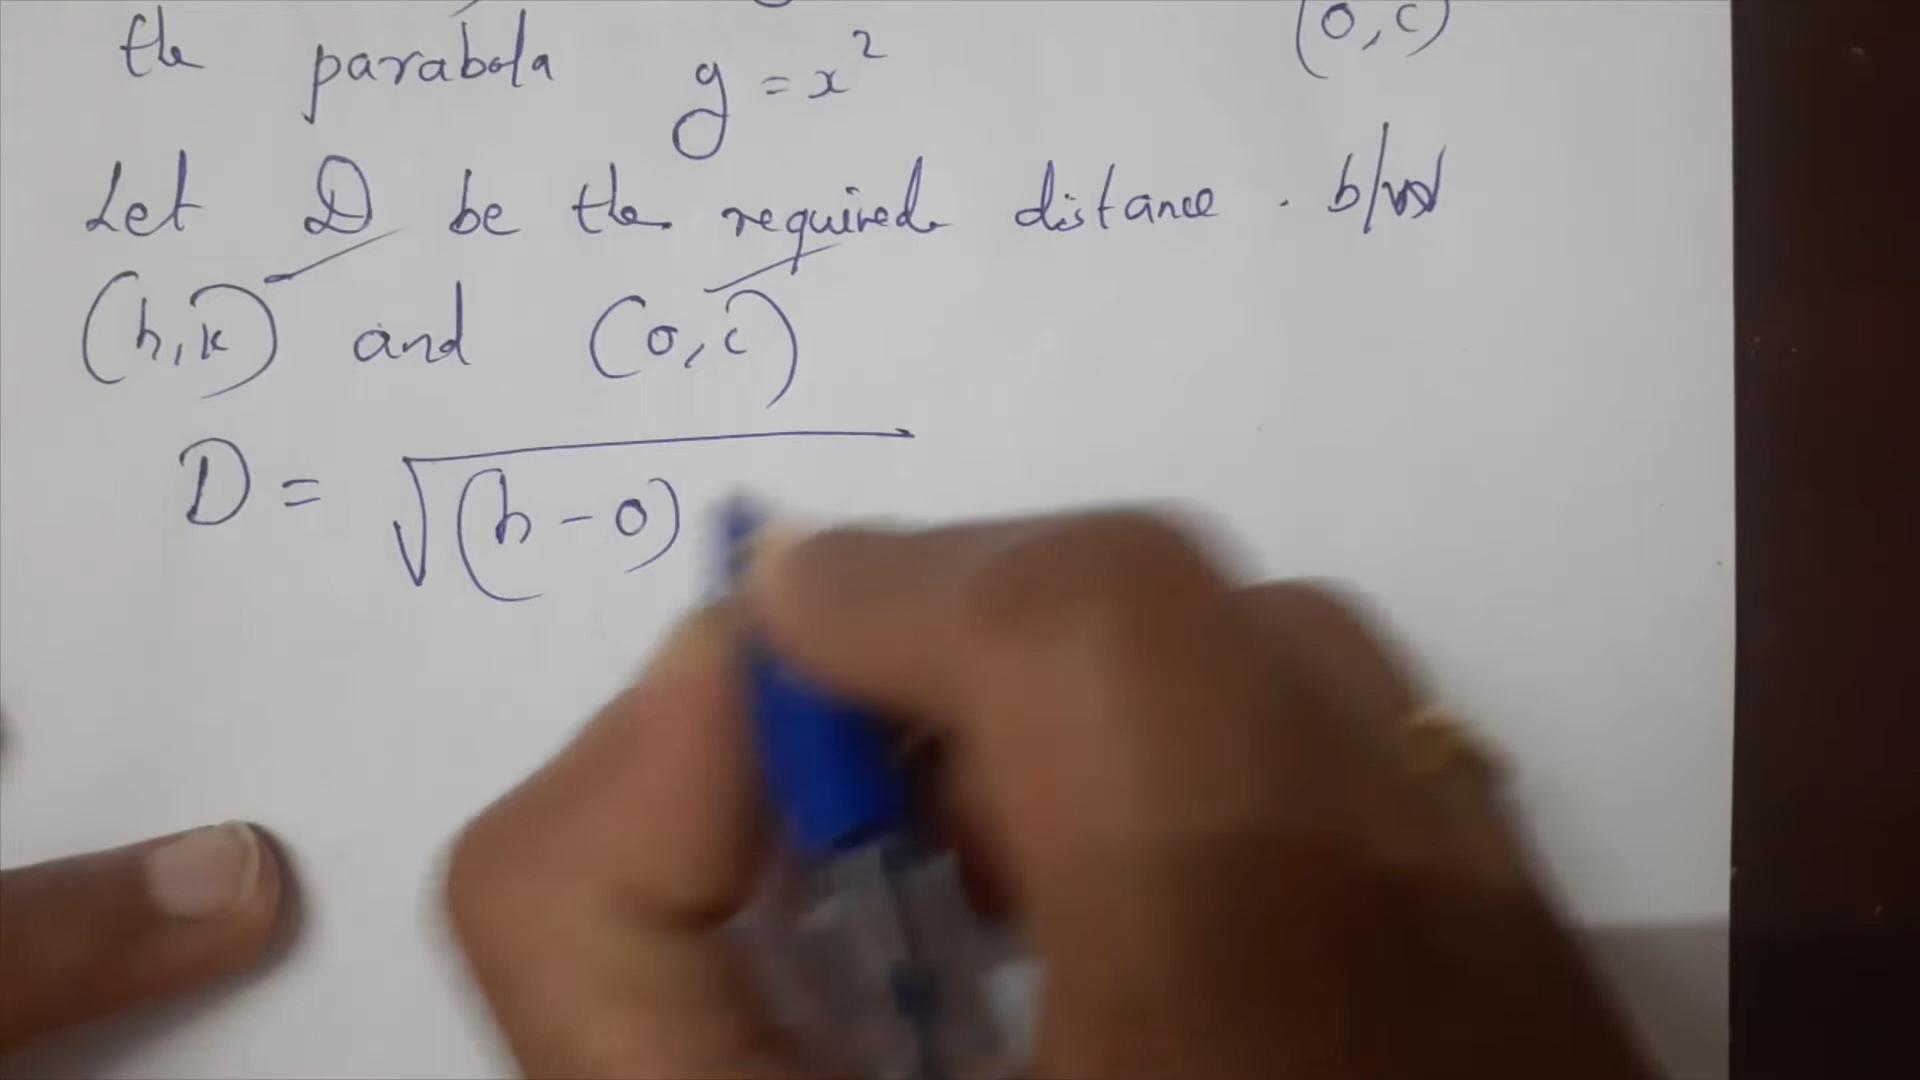 (0, c)
the parabola y = x²
Let D be the required distance . b/w
(h, k) and (0, c)
D = √(h - 0)